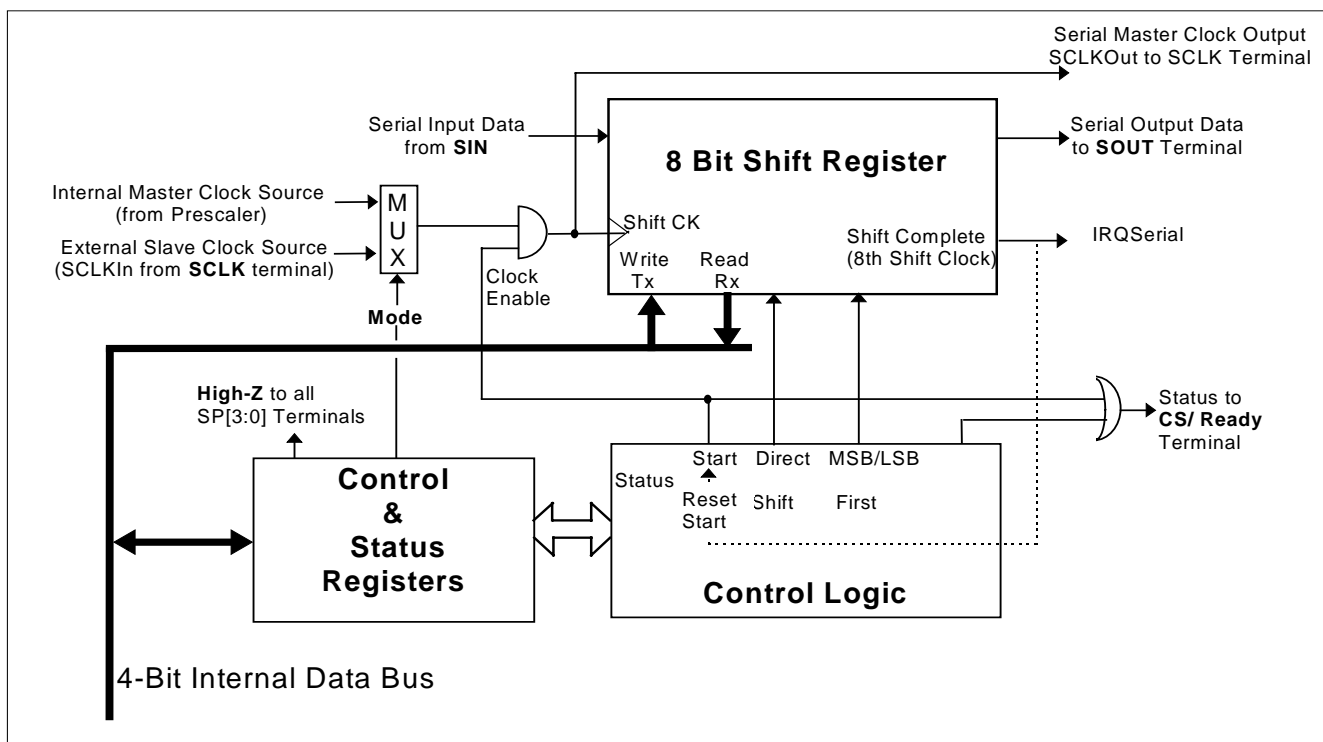 Serial Master Clock Output
SCLKOut to SCLK Terminal
Serial Input Data
from SIN
8 Bit Shift Register
Serial Output Data
to SOUT Terminal
Internal Master Clock Source
(from Prescaler)
M
U
X
External Slave Clock Source
(SCLKIn from SCLK terminal)
Shift CK
Shift Complete
(8th Shift Clock)
IRQSerial
Write
Tx
Read
Rx
Clock
Enable
Mode
High-Z to all
SP[3:0] Terminals
Status to
CS/ Ready
Terminal
Control
&
Status
Registers
Status
Start
Direct
MSB/LSB
Reset
Start
Shift
First
Control Logic
4-Bit Internal Data Bus